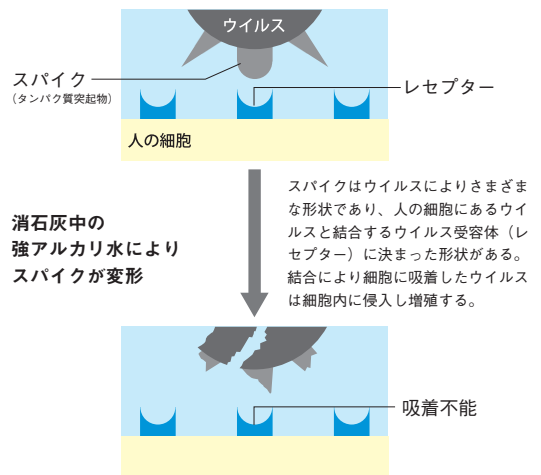 ウイルス
スパイク
(タンパク質突起物)
レセプター
人の細胞
消石灰中の
強アルカリ水により
スパイクが変形
スパイクはウイルスによりさまざま
な形状であり、人の細胞にあるウイ
ルスと結合するウイルス受容体（レ
セプター）に決まった形状がある。
結合により細胞に吸着したウイルス
は細胞内に侵入し増殖する。
吸着不能